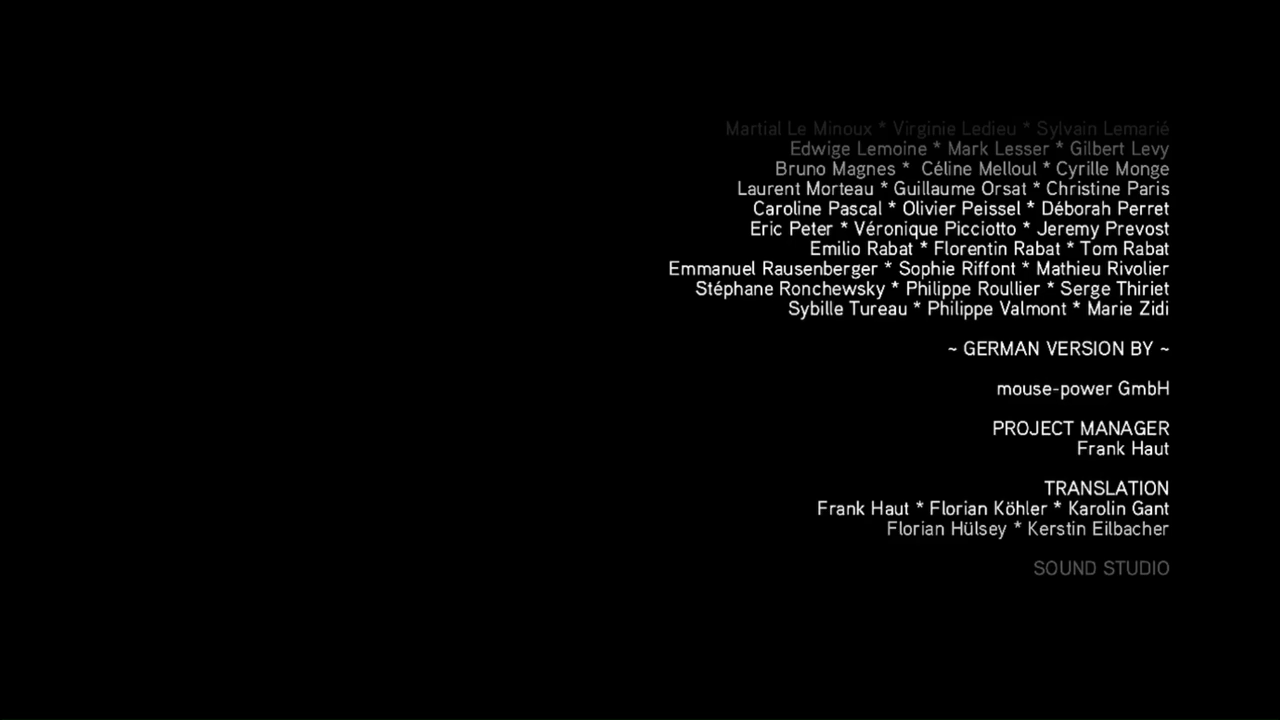 Martial Le Minoux * Virginie Ledieu * Sylvain Lemarié
Edwige Lemoine * Mark Lesser * Gilbert Levy
Bruno Magnes *  Céline Melloul * Cyrille Monge
Laurent Morteau * Guillaume Orsat * Christine Paris
Caroline Pascal * Olivier Peissel * Déborah Perret
Eric Peter * Véronique Picciotto * Jeremy Prevost
Emilio Rabat * Florentin Rabat * Tom Rabat
Emmanuel Rausenberger * Sophie Riffont * Mathieu Rivolier
Stéphane Ronchewsky * Philippe Roullier * Serge Thiriet
Sybille Tureau * Philippe Valmont * Marie Zidi
~ GERMAN VERSION BY ~
mouse-power GmbH
PROJECT MANAGER
Frank Haut
TRANSLATION
Frank Haut * Florian Köhler * Karolin Gant
Florian Hülsey * Kerstin Eilbacher
SOUND STUDIO